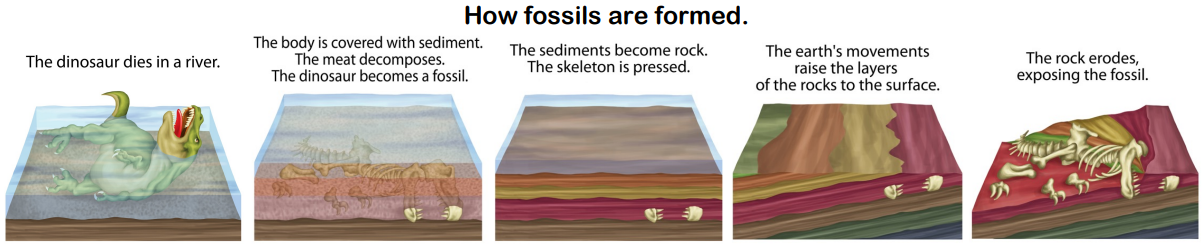 How fossils are formed.
The dinosaur dies in a river.
The body is covered with sediment.
The meat decomposes.
The dinosaur becomes a fossil.
The sediments become rock.
The skeleton is pressed.
The earth's movements
raise the layers
of the rocks to the surface.
The rock erodes,
exposing the fossil.